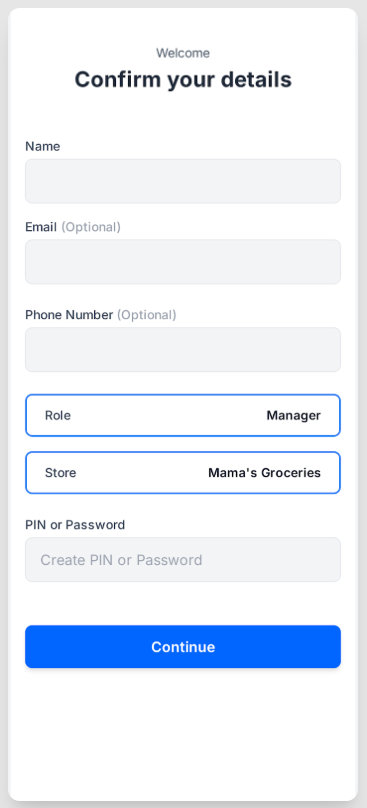 Welcome
Confirm your details
Name
Email (Optional)
Phone Number (Optional)
Role Manager
Store Mama's Groceries
PIN or Password
Create PIN or Password
Continue